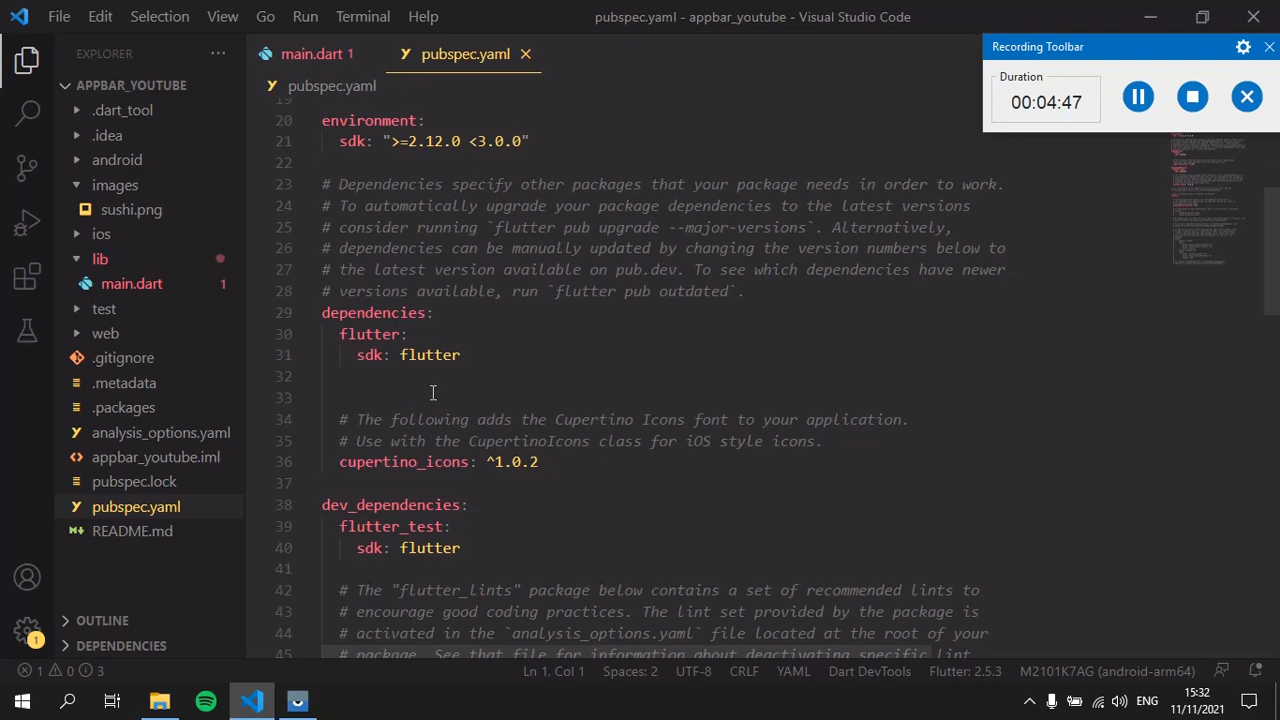 File Edit Selection View Go Run Terminal Help
pubspec.yaml - appbar_youtube - Visual Studio Code
Recording Toolbar
Duration
00:04:47
EXPLORER
APPBAR_YOUTUBE
.dart_tool
.idea
android
images
sushi.png
ios
lib
main.dart 1
test
web
.gitignore
.metadata
.packages
analysis_options.yaml
appbar_youtube.iml
pubspec.lock
pubspec.yaml
README.md
OUTLINE
DEPENDENCIES
1
main.dart 1
pubspec.yaml
pubspec.yaml
19
20 environment:
21 sdk: ">=2.12.0 <3.0.0"
22
23 # Dependencies specify other packages that your package needs in order to work.
24 # To automatically upgrade your package dependencies to the latest versions
25 # consider running `flutter pub upgrade --major-versions`. Alternatively,
26 # dependencies can be manually updated by changing the version numbers below to
27 # the latest version available on pub.dev. To see which dependencies have newer
28 # versions available, run `flutter pub outdated`.
29 dependencies:
30 flutter:
31 sdk: flutter
32
33
34 # The following adds the Cupertino Icons font to your application.
35 # Use with the CupertinoIcons class for iOS style icons.
36 cupertino_icons: ^1.0.2
37
38 dev_dependencies:
39 flutter_test:
40 sdk: flutter
41
42 # The "flutter_lints" package below contains a set of recommended lints to
43 # encourage good coding practices. The lint set provided by the package is
44 # activated in the `analysis_options.yaml` file located at the root of your
45 # package. See that file for information about deactivating specific lint
1 0 3
Ln 1, Col 1 Spaces: 2 UTF-8 CRLF YAML Dart DevTools Flutter: 2.5.3 M2101K7AG (android-arm64)
ENG
15:32
11/11/2021